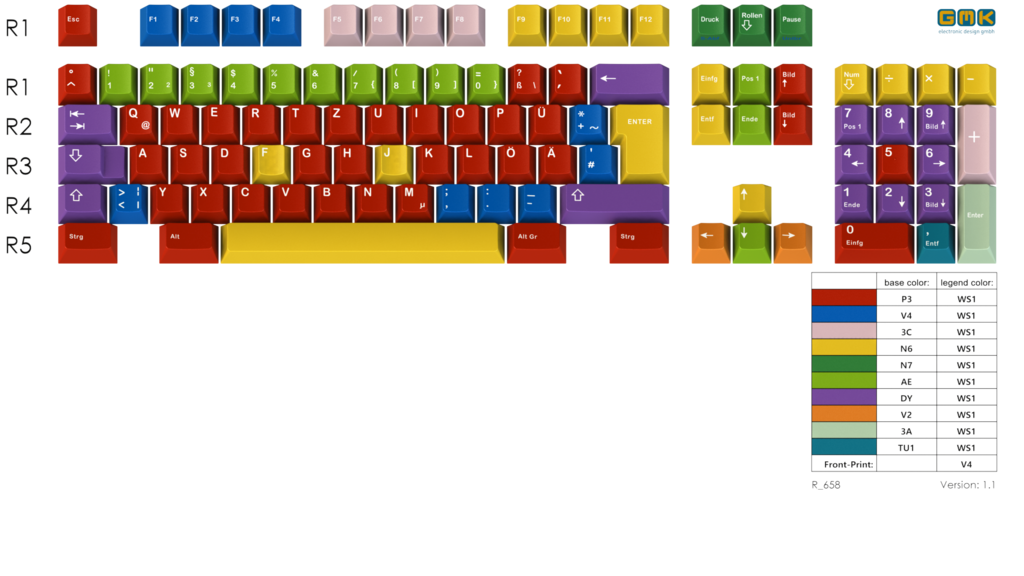 R1 Esc F1 F2 F3 F4 F5 F6 F7 F8 F9 F10 F11 F12 Druck Rollen ⇩ Pause
GMK
electronic design gmbh
R1 ° ^ ! 1 " 2 ² § 3 ³ $ 4 % 5 & 6 / 7 { ( 8 [ ) 9 ] = 0 } ? ß \ ` ´ ← Einfg Pos 1 Bild ↑ Num ⇩ ÷ × −
R2 Q @ W E R T Z U I O P Ü * + ~ ENTER Entf Ende Bild ↓ 7 Pos 1 8 ↑ 9 Bild ↑ +
R3 ⇩ A S D F G H J K L Ö Ä ' # 4 ← 5 6 →
R4 ⇧ > < | Y X C V B N M µ ; , : . _ - ⇧ ↑ 1 Ende 2 ↓ 3 Bild ↓ Enter
R5 Strg Alt Alt Gr Strg ← ↓ → 0 Einfg , Entf
base color: legend color:
P3 WS1
V4 WS1
3C WS1
N6 WS1
N7 WS1
AE WS1
DY WS1
V2 WS1
3A WS1
TU1 WS1
Front-Print: V4
R_658 Version: 1.1